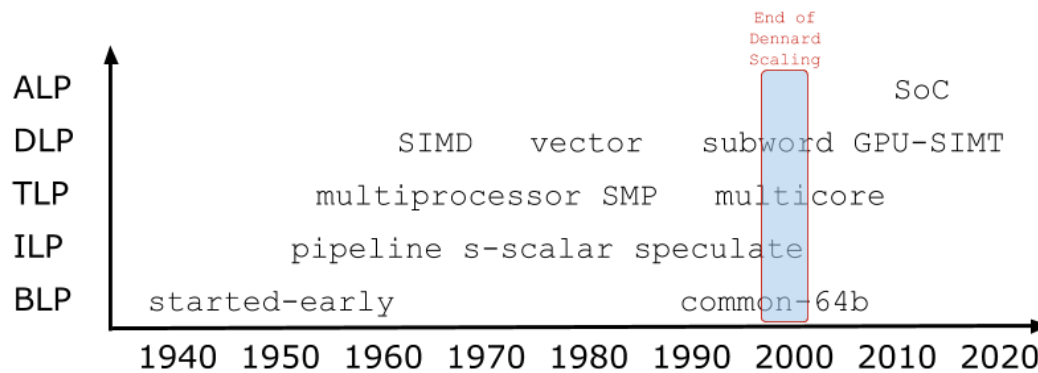 End of
Dennard
Scaling
ALP SoC
DLP SIMD vector subword GPU-SIMT
TLP multiprocessor SMP multicore
ILP pipeline s-scalar speculate
BLP started-early common-64b
1940 1950 1960 1970 1980 1990 2000 2010 2020